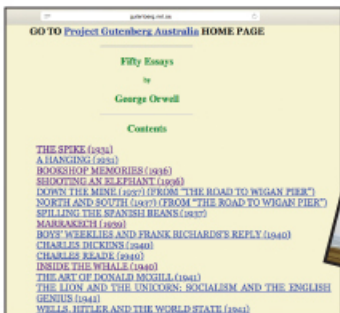 gutenberg.net.au
GO TO Project Gutenberg Australia HOME PAGE
Fifty Essays
by
George Orwell
Contents
THE SPIKE (1931)
A HANGING (1931)
BOOKSHOP MEMORIES (1936)
SHOOTING AN ELEPHANT (1936)
DOWN THE MINE (1937) (FROM "THE ROAD TO WIGAN PIER")
NORTH AND SOUTH (1937) (FROM "THE ROAD TO WIGAN PIER")
SPILLING THE SPANISH BEANS (1937)
MARRAKECH (1939)
BOYS' WEEKLIES AND FRANK RICHARDS'S REPLY (1940)
CHARLES DICKENS (1940)
CHARLES READE (1940)
INSIDE THE WHALE (1940)
THE ART OF DONALD MCGILL (1941)
THE LION AND THE UNICORN: SOCIALISM AND THE ENGLISH
GENIUS (1941)
WELLS, HITLER AND THE WORLD STATE (1941)